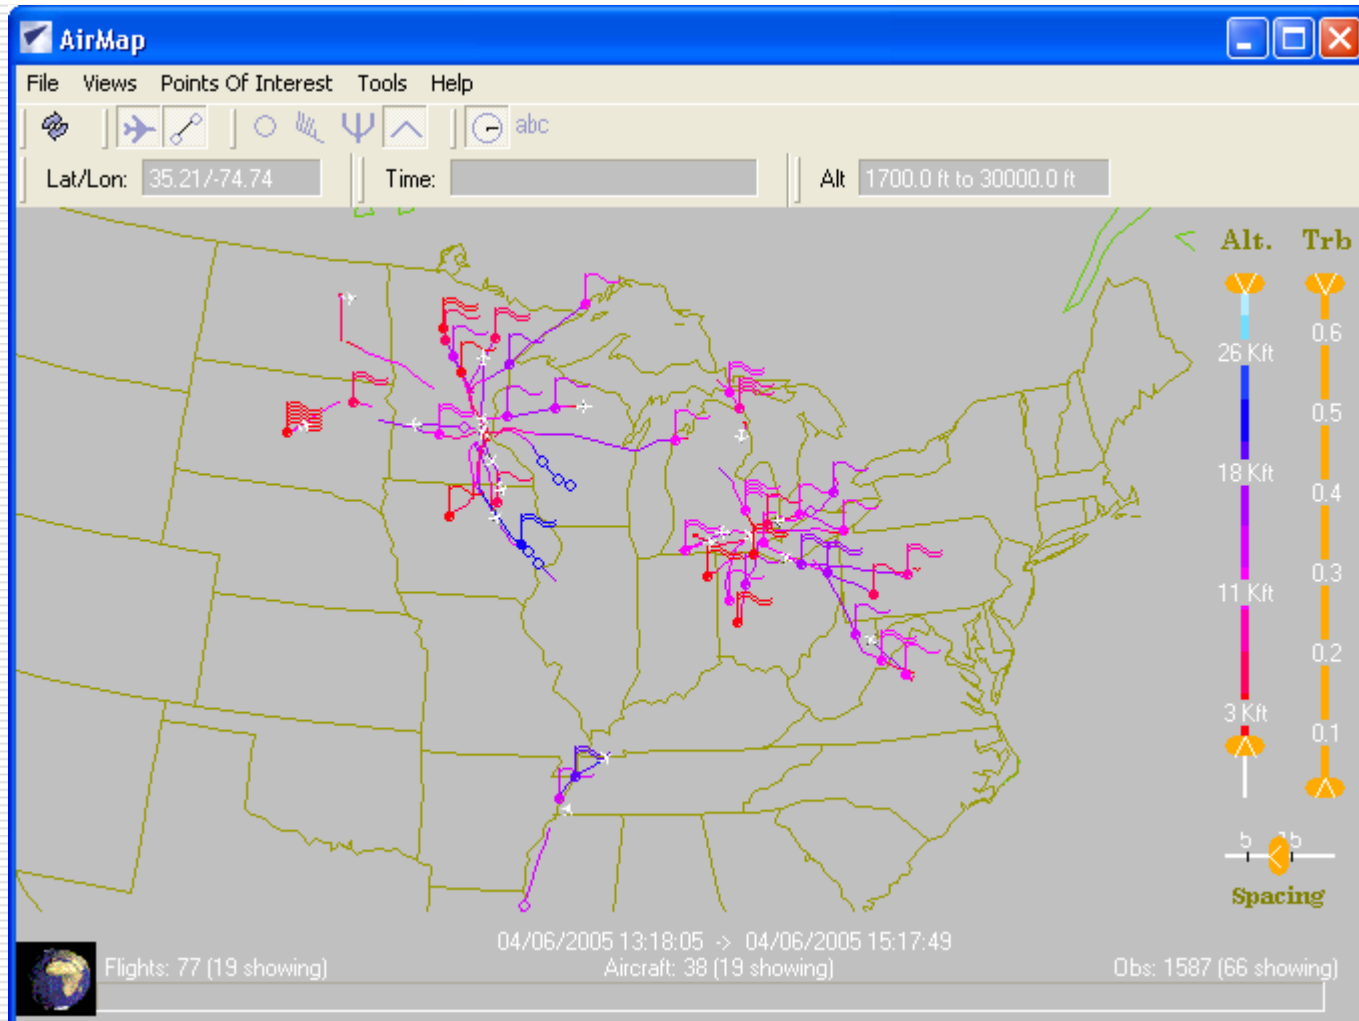 AirMap
File Views Points Of Interest Tools Help
abc
Lat/Lon: 35.21/-74.74 Time: Alt 1700.0 ft to 30000.0 ft
Alt. Trb
0.6
26 Kft
0.5
18 Kft
0.4
0.3
11 Kft
0.2
3 Kft
0.1
5 15
Spacing
04/06/2005 13:18:05 -> 04/06/2005 15:17:49
Flights: 77 (19 showing) Aircraft: 38 (19 showing) Obs: 1587 (66 showing)